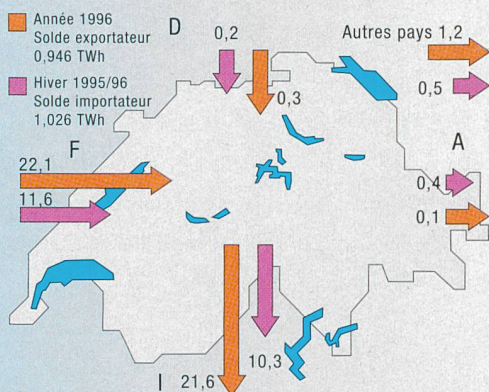 Année 1996
Solde exportateur
0,946 TWh
Hiver 1995/96
Solde importateur
1,026 TWh
D
0,2
0,3
Autres pays 1,2
0,5
F
22,1
11,6
A
0,4
0,1
10,3
I 21,6